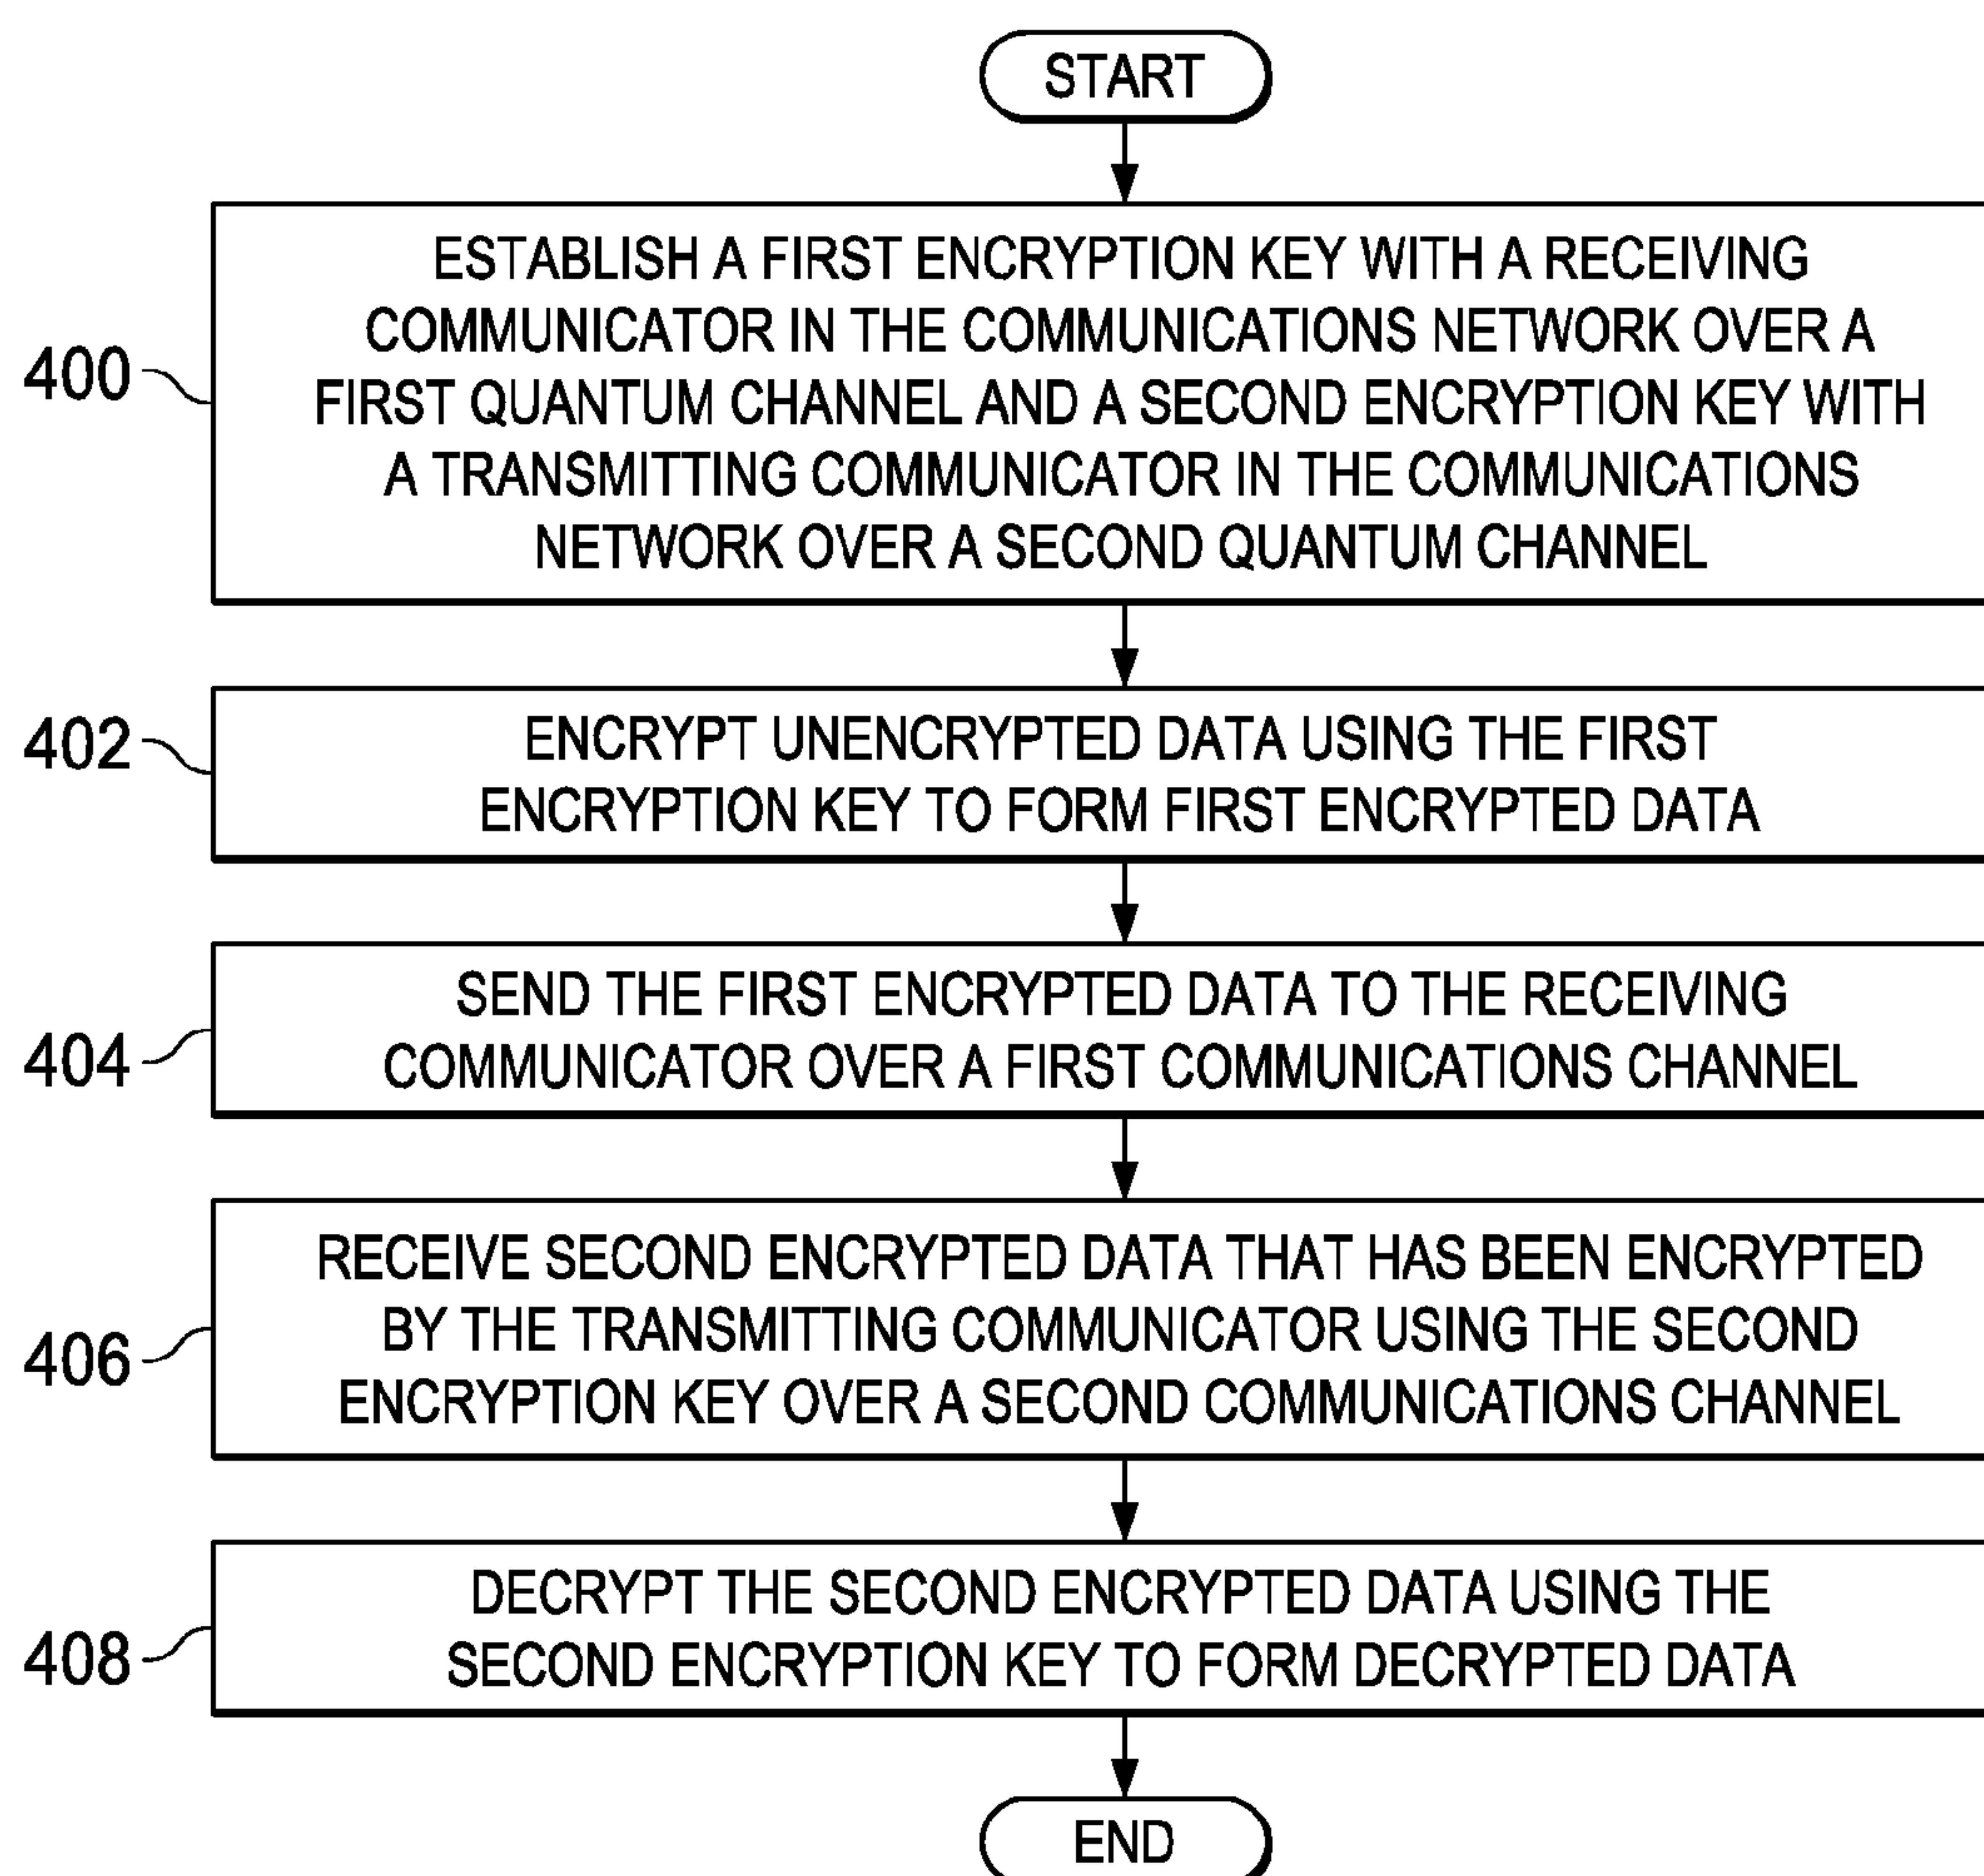 START
400
ESTABLISH A FIRST ENCRYPTION KEY WITH A RECEIVING
COMMUNICATOR IN THE COMMUNICATIONS NETWORK OVER A
FIRST QUANTUM CHANNEL AND A SECOND ENCRYPTION KEY WITH
A TRANSMITTING COMMUNICATOR IN THE COMMUNICATIONS
NETWORK OVER A SECOND QUANTUM CHANNEL
402
ENCRYPT UNENCRYPTED DATA USING THE FIRST
ENCRYPTION KEY TO FORM FIRST ENCRYPTED DATA
404
SEND THE FIRST ENCRYPTED DATA TO THE RECEIVING
COMMUNICATOR OVER A FIRST COMMUNICATIONS CHANNEL
406
RECEIVE SECOND ENCRYPTED DATA THAT HAS BEEN ENCRYPTED
BY THE TRANSMITTING COMMUNICATOR USING THE SECOND
ENCRYPTION KEY OVER A SECOND COMMUNICATIONS CHANNEL
408
DECRYPT THE SECOND ENCRYPTED DATA USING THE
SECOND ENCRYPTION KEY TO FORM DECRYPTED DATA
END